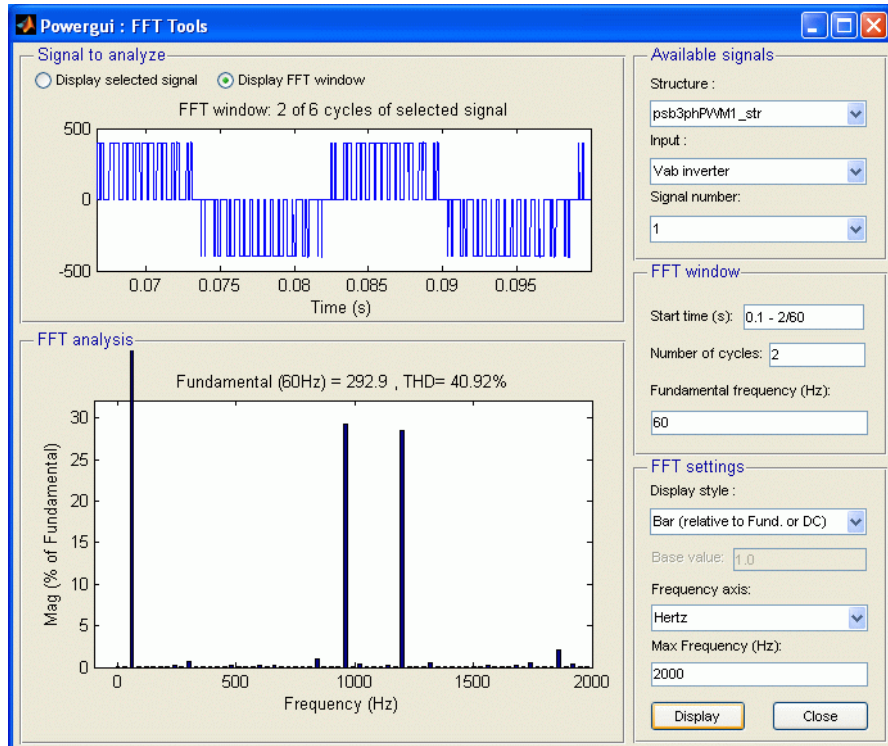 Powergui : FFT Tools
Signal to analyze
Display selected signal
Display FFT window
FFT window: 2 of 6 cycles of selected signal
500
0
-500
0.07 0.075 0.08 0.085 0.09 0.095
Time (s)
FFT analysis
Fundamental (60Hz) = 292.9 , THD= 40.92%
Mag (% of Fundamental)
30
25
20
15
10
5
0
0 500 1000 1500 2000
Frequency (Hz)
Available signals
Structure :
psb3phPWM1_str
Input :
Vab inverter
Signal number:
1
FFT window
Start time (s): 0.1 - 2/60
Number of cycles: 2
Fundamental frequency (Hz):
60
FFT settings
Display style :
Bar (relative to Fund. or DC)
Base value: 1.0
Frequency axis:
Hertz
Max Frequency (Hz):
2000
Display
Close